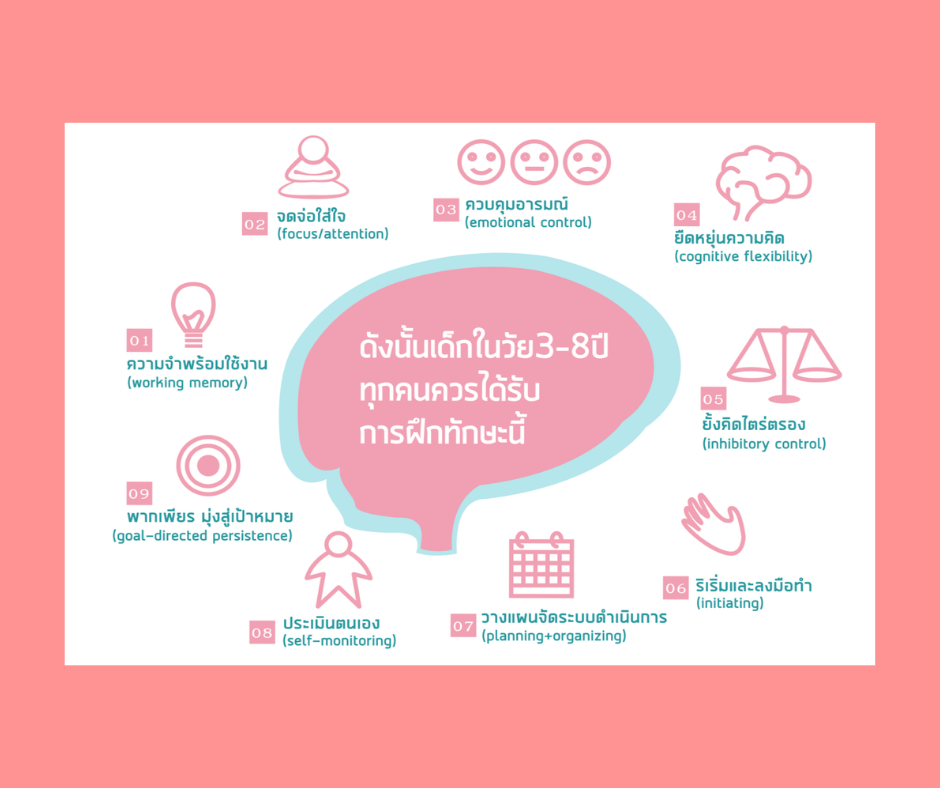 02
จดจ่อใส่ใจ
(focus/attention)
03
ควบคุมอารมณ์
(emotional control)
04
ยืดหยุ่นความคิด
(cognitive flexibility)
01
ความจำพร้อมใช้งาน
(working memory)
ดังนั้นเด็กในวัย3-8ปี
ทุกคนควรได้รับ
การฝึกทักษะนี้
05
ยั้งคิดไตร่ตรอง
(inhibitory control)
09
พากเพียร มุ่งสู่เป้าหมาย
(goal-directed persistence)
06
ริเริ่มและลงมือทำ
(initiating)
08
ประเมินตนเอง
(self-monitoring)
07
วางแผนจัดระบบดำเนินการ
(planning+organizing)